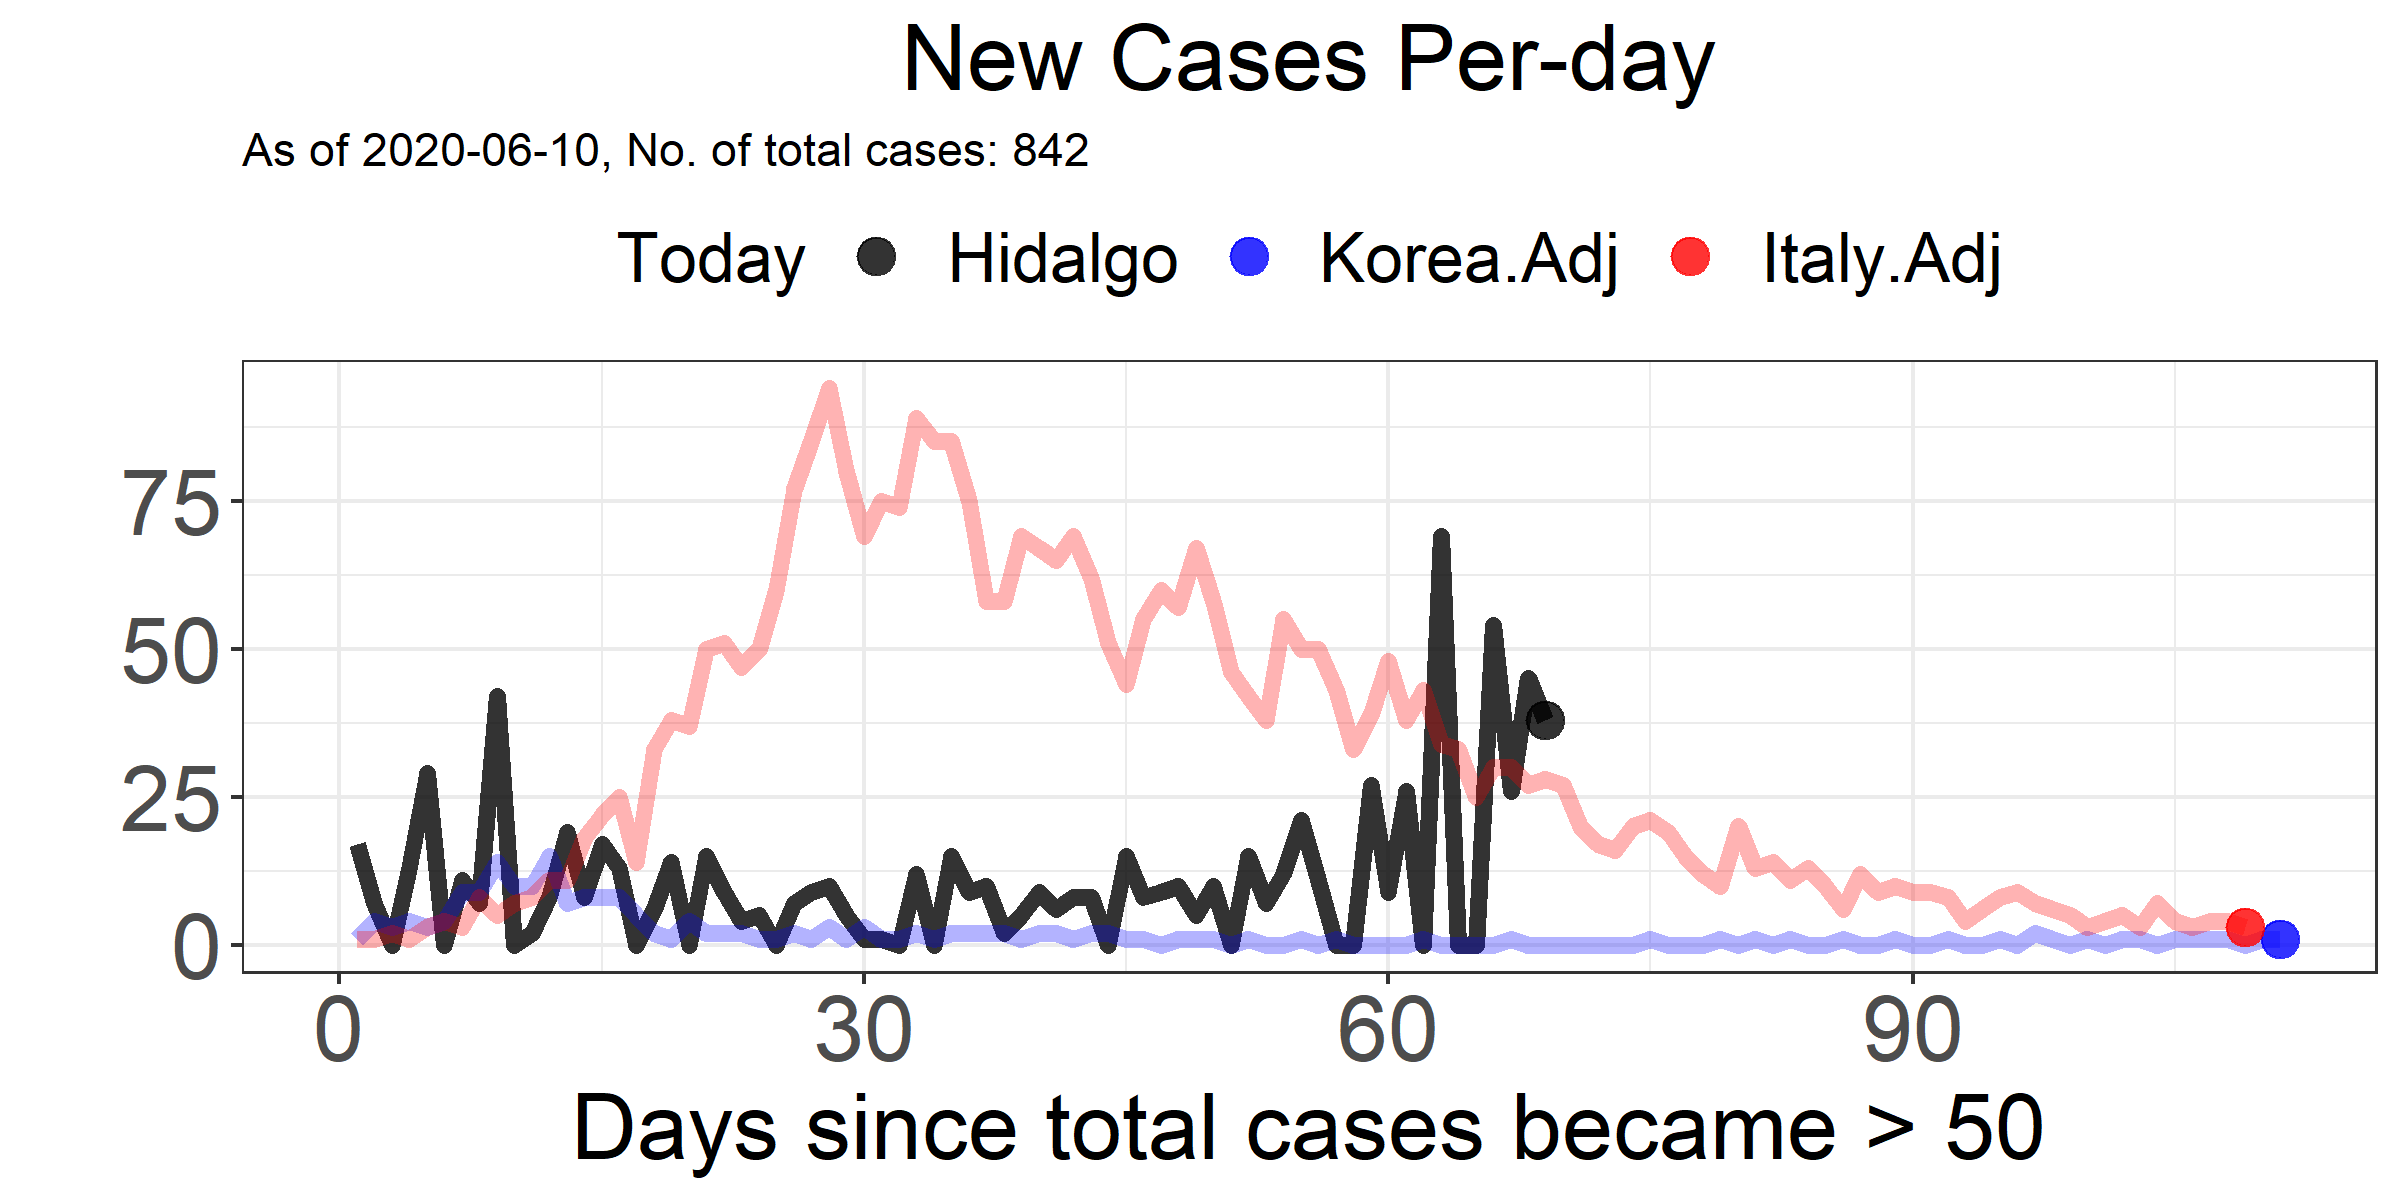 New Cases Per-day
As of 2020-06-10, No. of total cases: 842
Today Hidalgo Korea.Adj Italy.Adj
75
50
25
0
0 30 60 90
Days since total cases became > 50